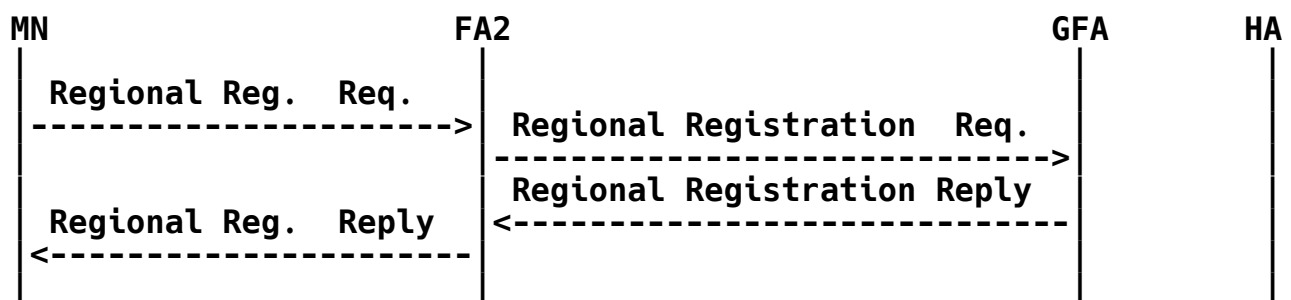 MN FA2 GFA HA
Regional Reg. Req.
Regional Registration Req.
Regional Registration Reply
Regional Reg. Reply